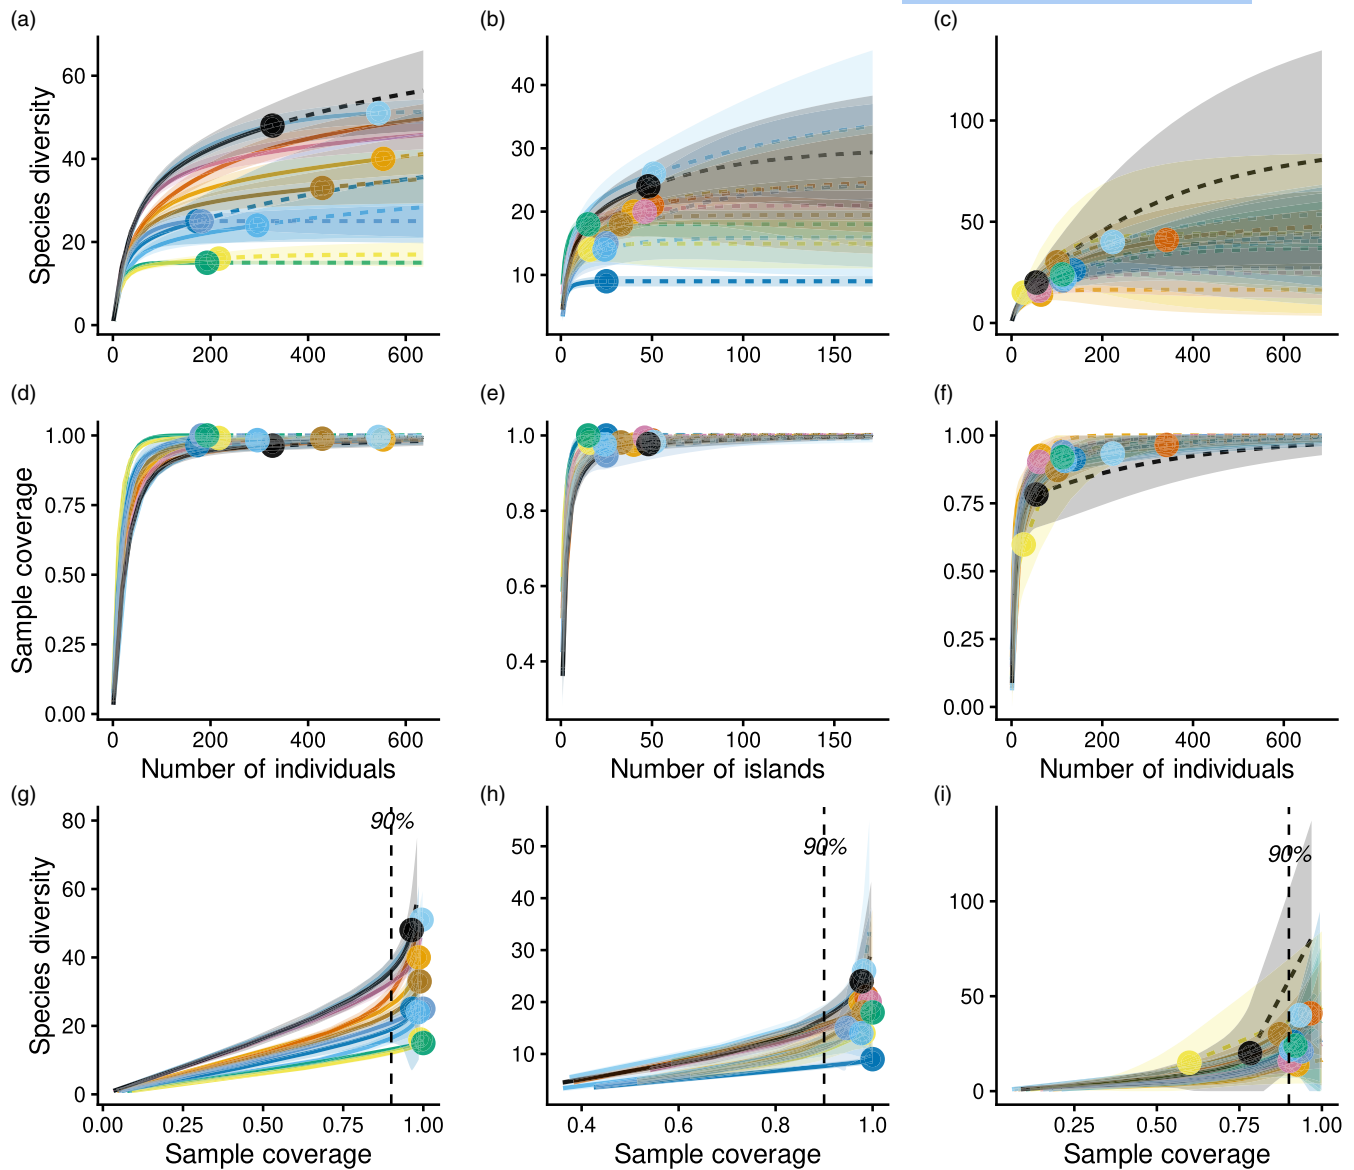 (a) (b) (c)
Species diversity
60
40
20
0
0 200 400 600
40
30
20
10
0 50 100 150
100
50
0
0 200 400 600
(d) (e) (f)
Sample coverage
1.00
0.75
0.50
0.25
0.00
0 200 400 600
Number of individuals
1.0
0.8
0.6
0.4
0 50 100 150
Number of islands
1.00
0.75
0.50
0.25
0.00
0 200 400 600
Number of individuals
(g) (h) (i)
Species diversity
80
60
40
20
0
90%
0.00 0.25 0.50 0.75 1.00
Sample coverage
50
40
30
20
10
90%
0.4 0.6 0.8 1.00
Sample coverage
100
50
0
90%
0.25 0.50 0.75 1.00
Sample coverage